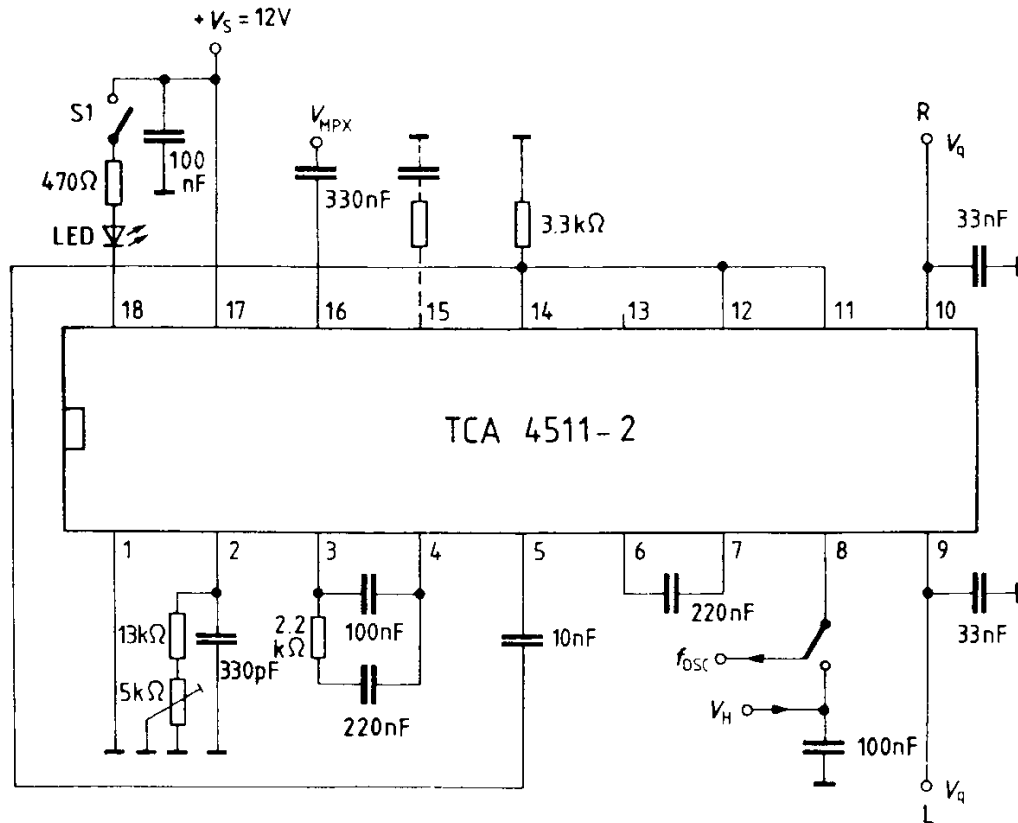 + Vs = 12V
S1
100 nF
470Ω
LED
VMPX
330nF
3.3kΩ
R
Vq
33nF
18
17
16
15
14
13
12
11
10
TCA 4511-2
1
2
3
4
5
6
7
8
9
13kΩ
5kΩ
330pF
2.2 kΩ
100nF
220nF
10nF
220nF
fOSC
VH
100nF
33nF
Vq
L